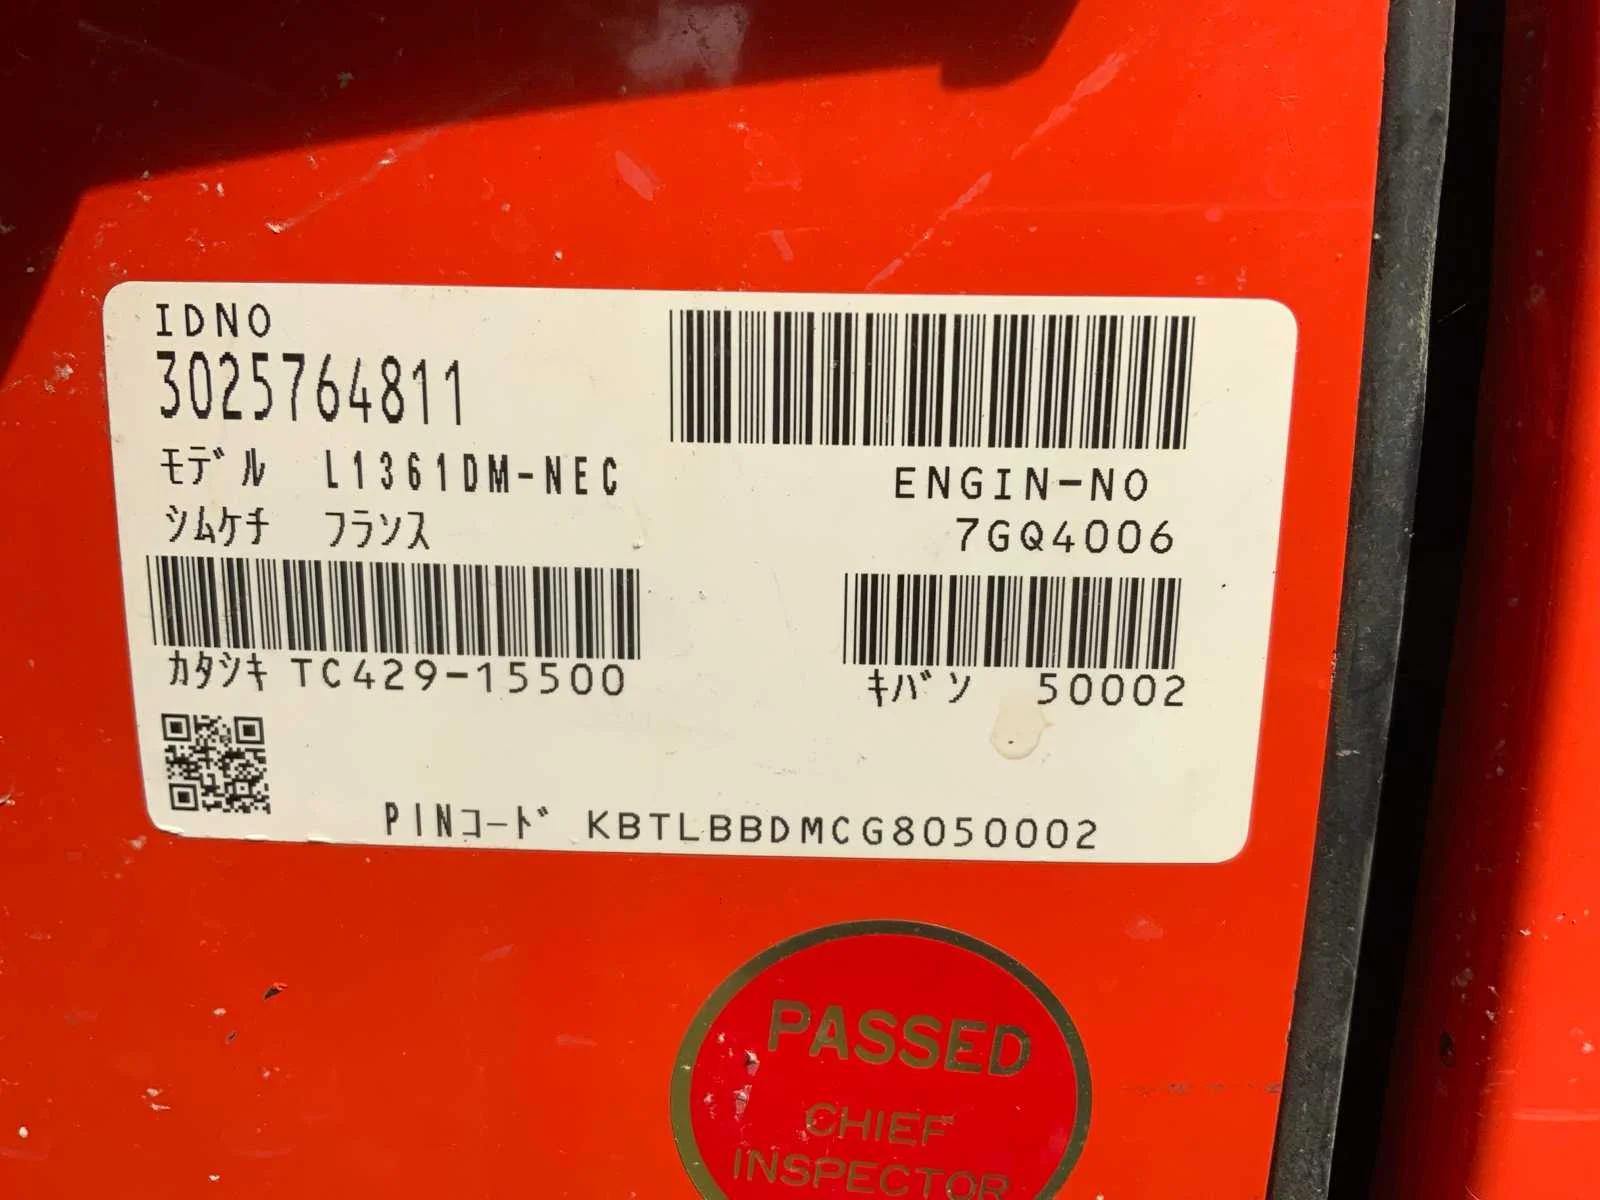 IDNO
3025764811
ﾓﾃﾞﾙ L1361DM-NEC
ｼﾑｹﾁ ﾌﾗﾝｽ
ENGIN-NO
7GQ4006
ｶﾀｼｷ TC429-15500
ｷﾊﾞﾝ 50002
PINｺｰﾄﾞ KBTLBBDMCG8050002
PASSED
CHIEF
INSPECTOR